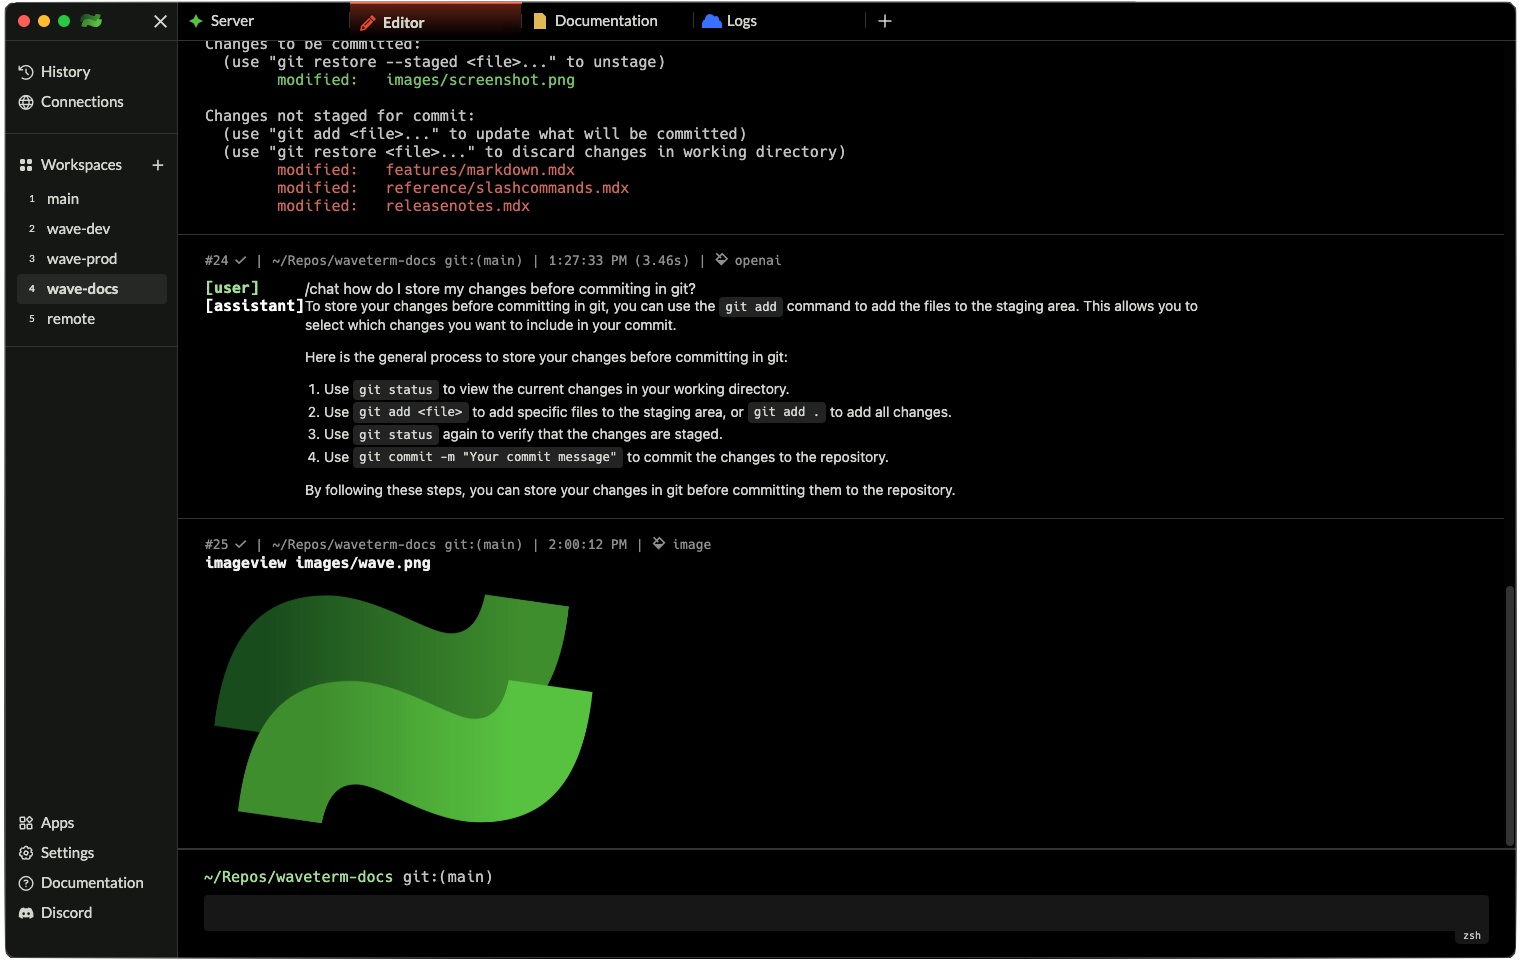 Server
Editor
Documentation
Logs
History
Connections
Workspaces
1 main
2 wave-dev
3 wave-prod
4 wave-docs
5 remote
Apps
Settings
Documentation
Discord
Changes to be committed:
(use "git restore --staged <file>..." to unstage)
modified:   images/screenshot.png
Changes not staged for commit:
(use "git add <file>..." to update what will be committed)
(use "git restore <file>..." to discard changes in working directory)
modified:   features/markdown.mdx
modified:   reference/slashcommands.mdx
modified:   releasenotes.mdx
#24 ✓ | ~/Repos/waveterm-docs git:(main) | 1:27:33 PM (3.46s) | openai
[user] /chat how do I store my changes before commiting in git?
[assistant] To store your changes before committing in git, you can use the git add command to add the files to the staging area. This allows you to
select which changes you want to include in your commit.
Here is the general process to store your changes before committing in git:
1. Use git status to view the current changes in your working directory.
2. Use git add <file> to add specific files to the staging area, or git add . to add all changes.
3. Use git status again to verify that the changes are staged.
4. Use git commit -m "Your commit message" to commit the changes to the repository.
By following these steps, you can store your changes in git before committing them to the repository.
#25 ✓ | ~/Repos/waveterm-docs git:(main) | 2:00:12 PM | image
imageview images/wave.png
~/Repos/waveterm-docs git:(main)
zsh